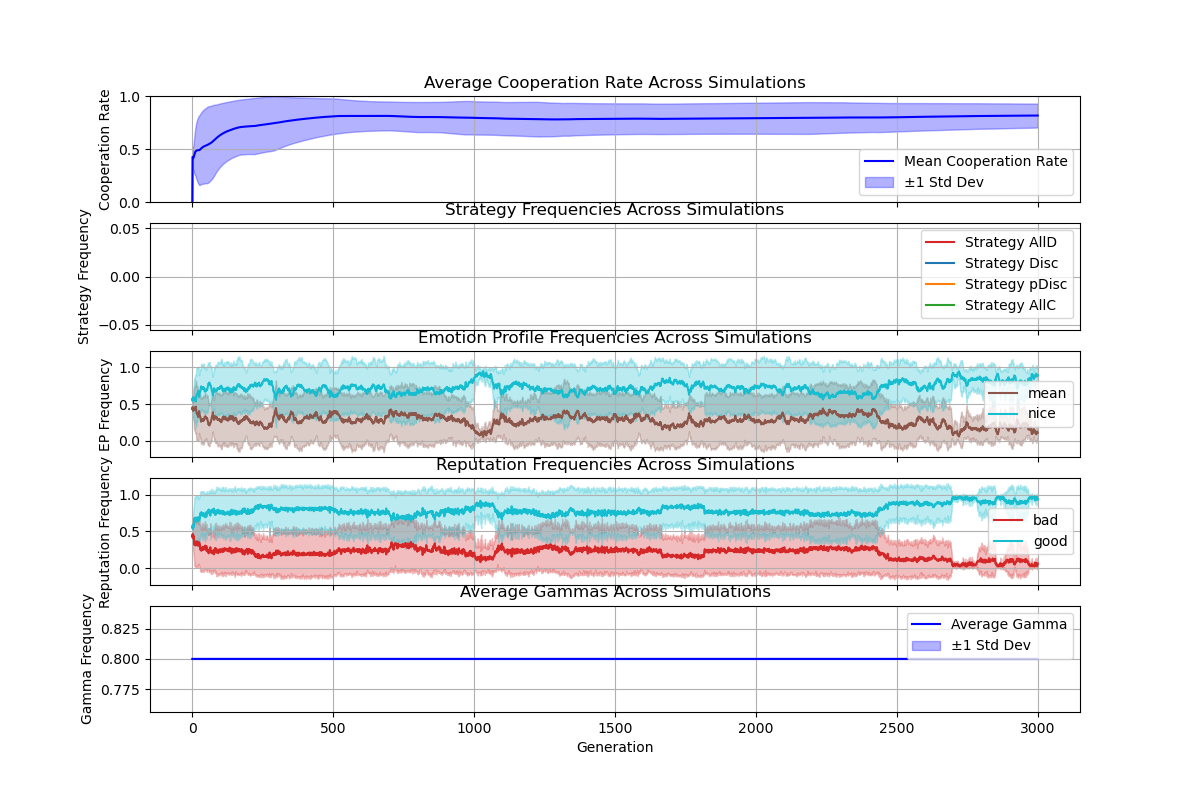 Average Cooperation Rate Across Simulations
Cooperation Rate
1.0
0.5
0.0
Mean Cooperation Rate
±1 Std Dev
Strategy Frequencies Across Simulations
Strategy Frequency
0.05
0.00
−0.05
Strategy AllD
Strategy Disc
Strategy pDisc
Strategy AllC
Emotion Profile Frequencies Across Simulations
EP Frequency
1.0
0.5
0.0
mean
nice
Reputation Frequencies Across Simulations
Reputation Frequency
1.0
0.5
0.0
bad
good
Average Gammas Across Simulations
Gamma Frequency
0.825
0.800
0.775
Average Gamma
±1 Std Dev
0 500 1000 1500 2000 2500 3000
Generation